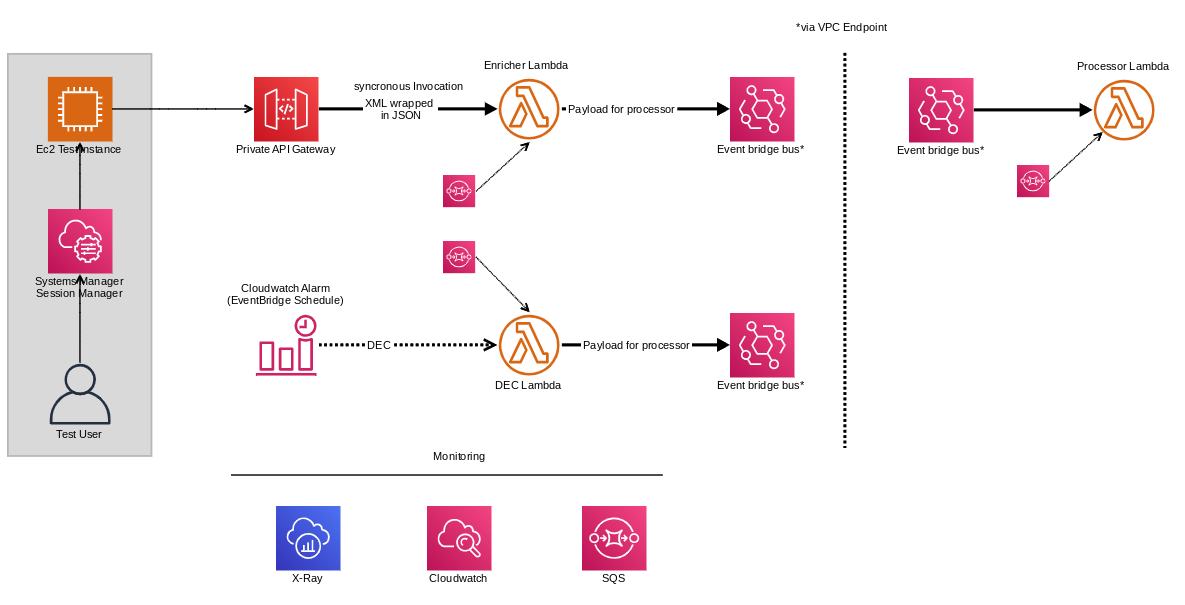 *via VPC Endpoint
Enricher Lambda
Processor Lambda
syncronous Invocation
XML wrapped
in JSON
Payload for processor
Ec2 Test Instance
Private API Gateway
Event bridge bus*
Event bridge bus*
Systems Manager
Session Manager
Cloudwatch Alarm
(EventBridge Schedule)
DEC
Payload for processor
DEC Lambda
Event bridge bus*
Test User
Monitoring
X-Ray
Cloudwatch
SQS